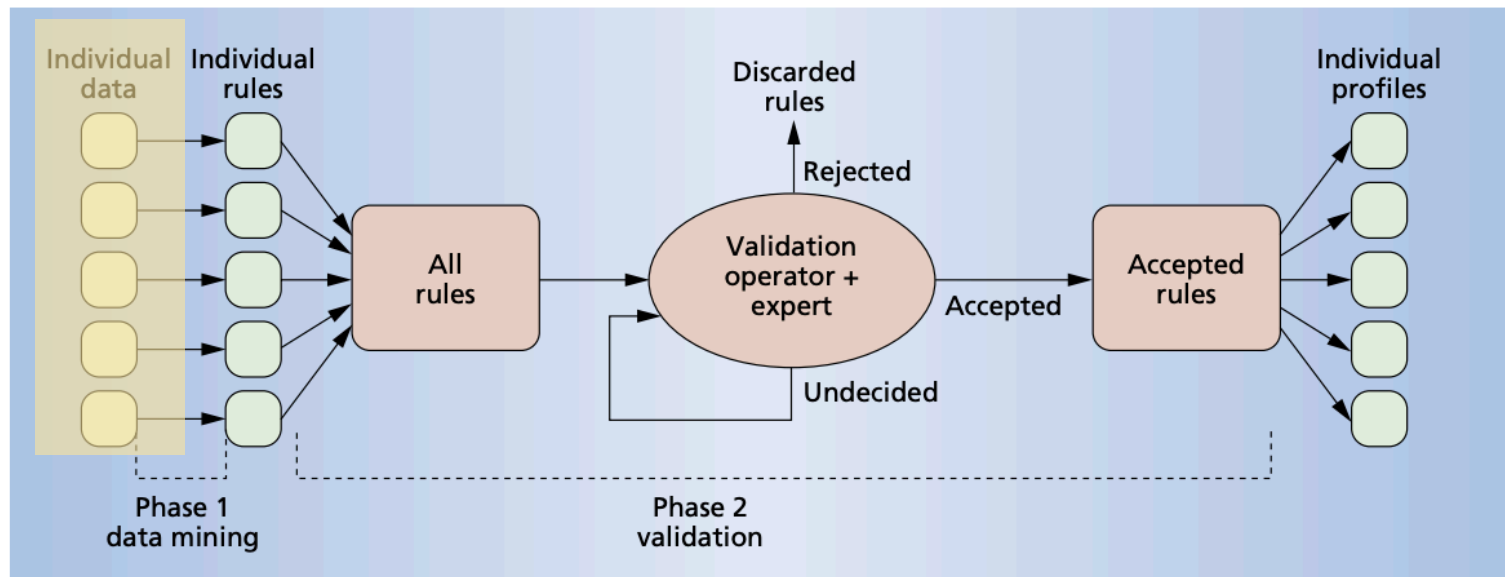 Individual
data
Individual
rules
Discarded
rules
Individual
profiles
Rejected
All
rules
Validation
operator +
expert
Accepted
Accepted
rules
Undecided
Phase 1
data mining
Phase 2
validation